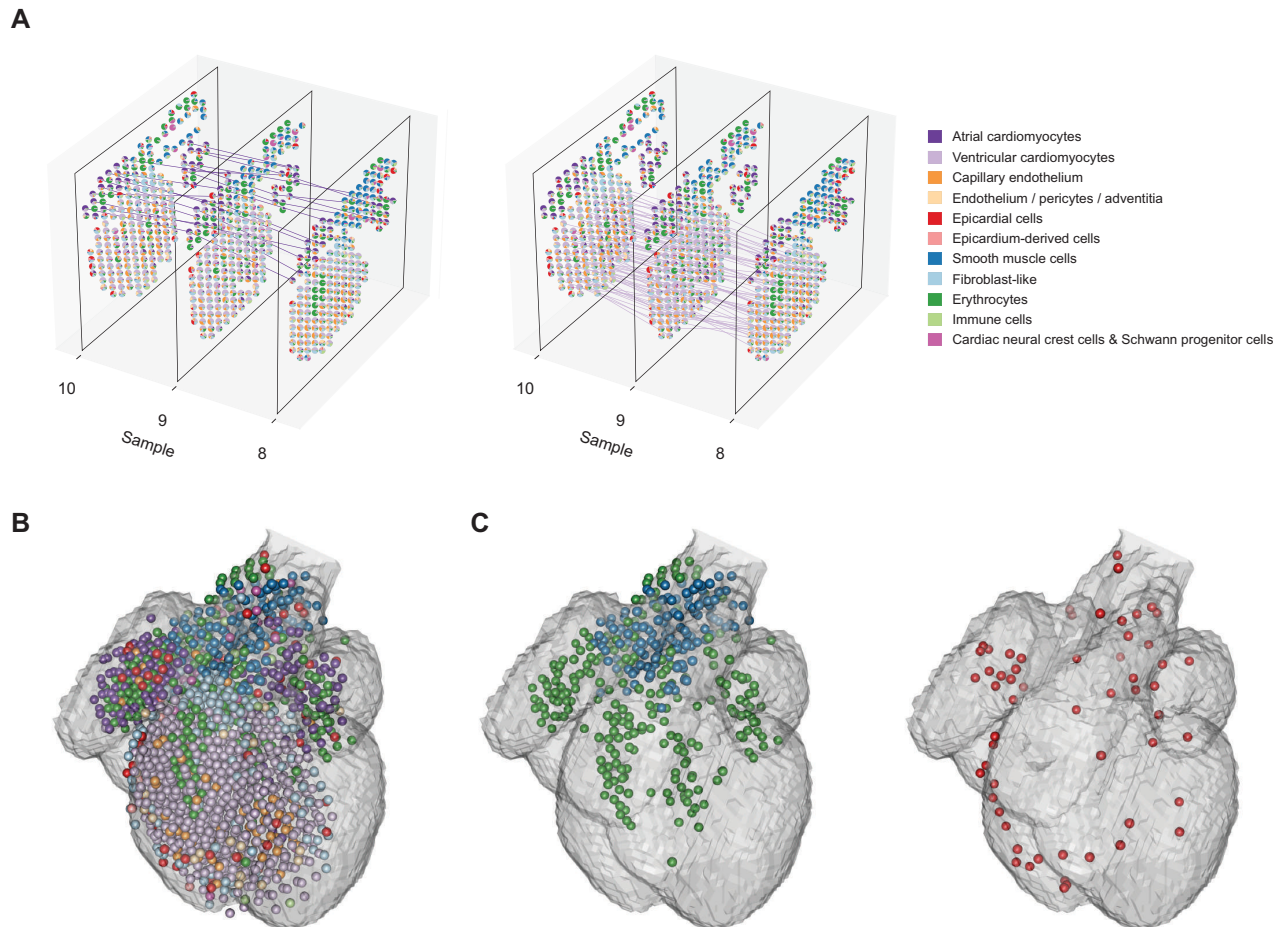 A
10
9
8
Sample
10
9
8
Sample
Atrial cardiomyocytes
Ventricular cardiomyocytes
Capillary endothelium
Endothelium / pericytes / adventitia
Epicardial cells
Epicardium-derived cells
Smooth muscle cells
Fibroblast-like
Erythrocytes
Immune cells
Cardiac neural crest cells & Schwann progenitor cells
B
C